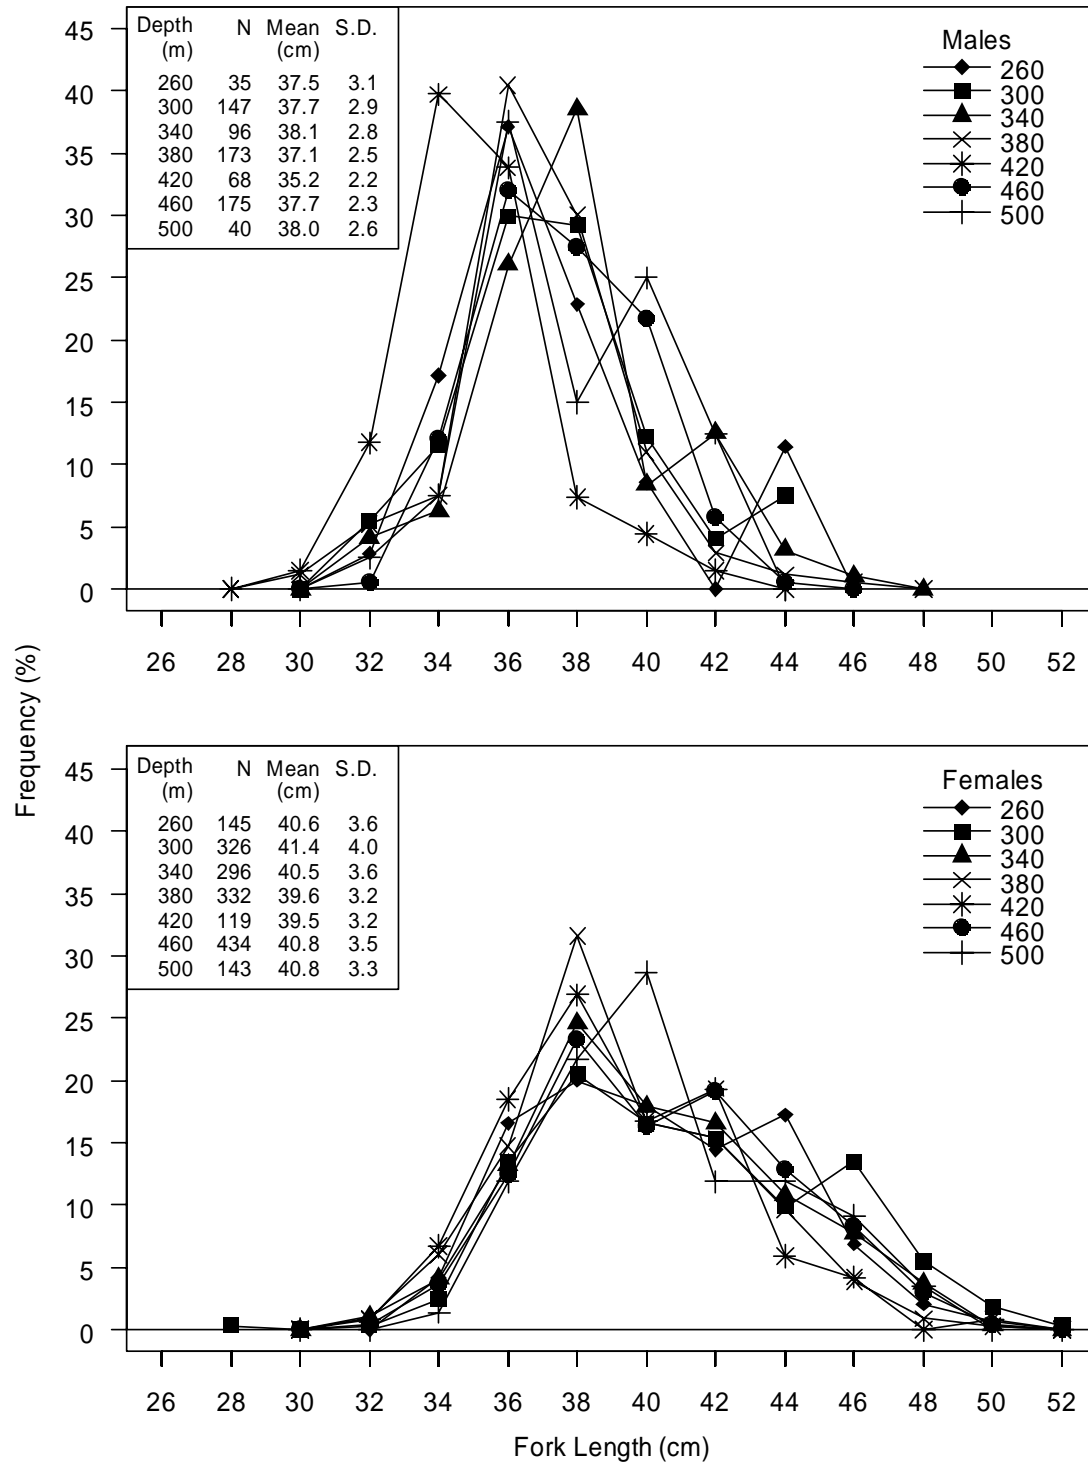 Depth N Mean S.D.
(m) (cm)
260 35 37.5 3.1
300 147 37.7 2.9
340 96 38.1 2.8
380 173 37.1 2.5
420 68 35.2 2.2
460 175 37.7 2.3
500 40 38.0 2.6
Males
260
300
340
380
420
460
500
45
40
35
30
25
20
15
10
5
0
26 28 30 32 34 36 38 40 42 44 46 48 50 52
Frequency (%)
Depth N Mean S.D.
(m) (cm)
260 145 40.6 3.6
300 326 41.4 4.0
340 296 40.5 3.6
380 332 39.6 3.2
420 119 39.5 3.2
460 434 40.8 3.5
500 143 40.8 3.3
Females
260
300
340
380
420
460
500
45
40
35
30
25
20
15
10
5
0
26 28 30 32 34 36 38 40 42 44 46 48 50 52
Fork Length (cm)